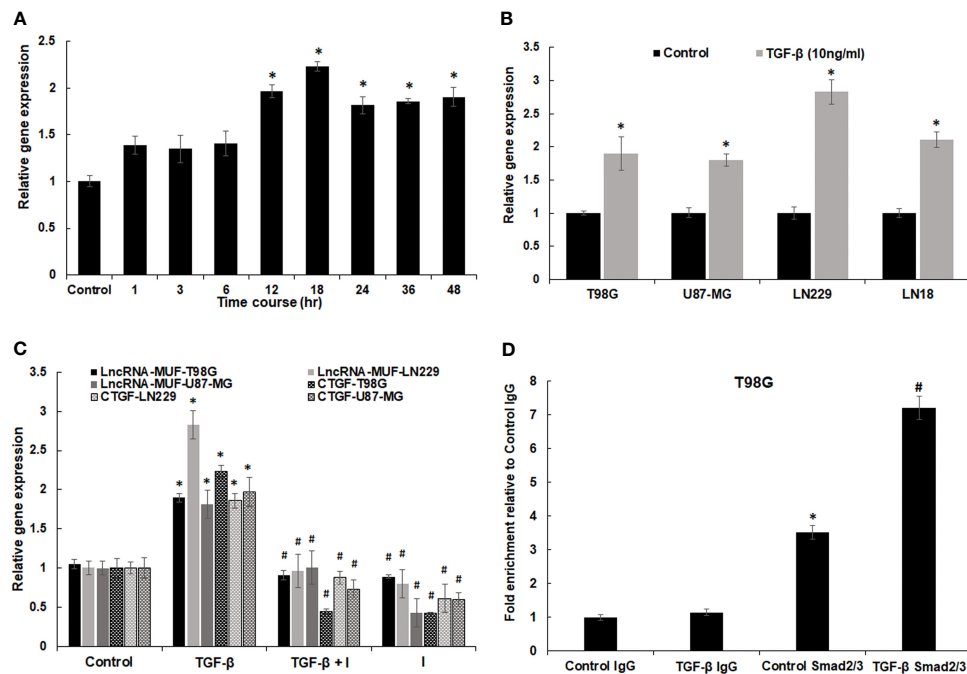 A
Relative gene expression
2.5
2
1.5
1
0.5
0
* * * * *
Control 1 3 6 12 18 24 36 48
Time course (hr)
B
Control TGF-β (10ng/ml)
Relative gene expression
3.5
3
2.5
2
1.5
1
0.5
0
* * * *
T98G U87-MG LN229 LN18
C
LncRNA-MUF-T98G LncRNA-MUF-LN229
LncRNA-MUF-U87-MG CTGF-T98G
CTGF-LN229 CTGF-U87-MG
Relative gene expression
3.5
3
2.5
2
1.5
1
0.5
0
* * * * * *
# # # # # #
# # # # # #
Control TGF-β TGF-β + I I
D
T98G
Fold enrichment relative to Control IgG
8
7
6
5
4
3
2
1
0
* #
Control IgG TGF-β IgG Control Smad2/3 TGF-β Smad2/3